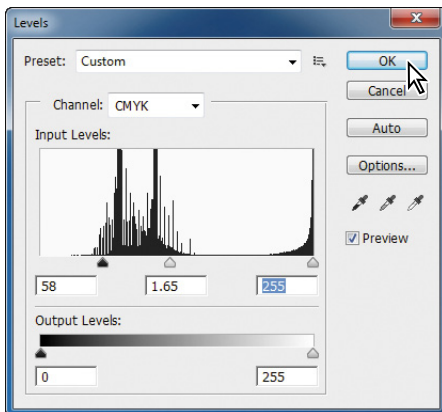 Levels
Preset: Custom
OK
Cancel
Channel: CMYK
Auto
Input Levels:
Options...
Preview
58 1.65 255
Output Levels:
0 255